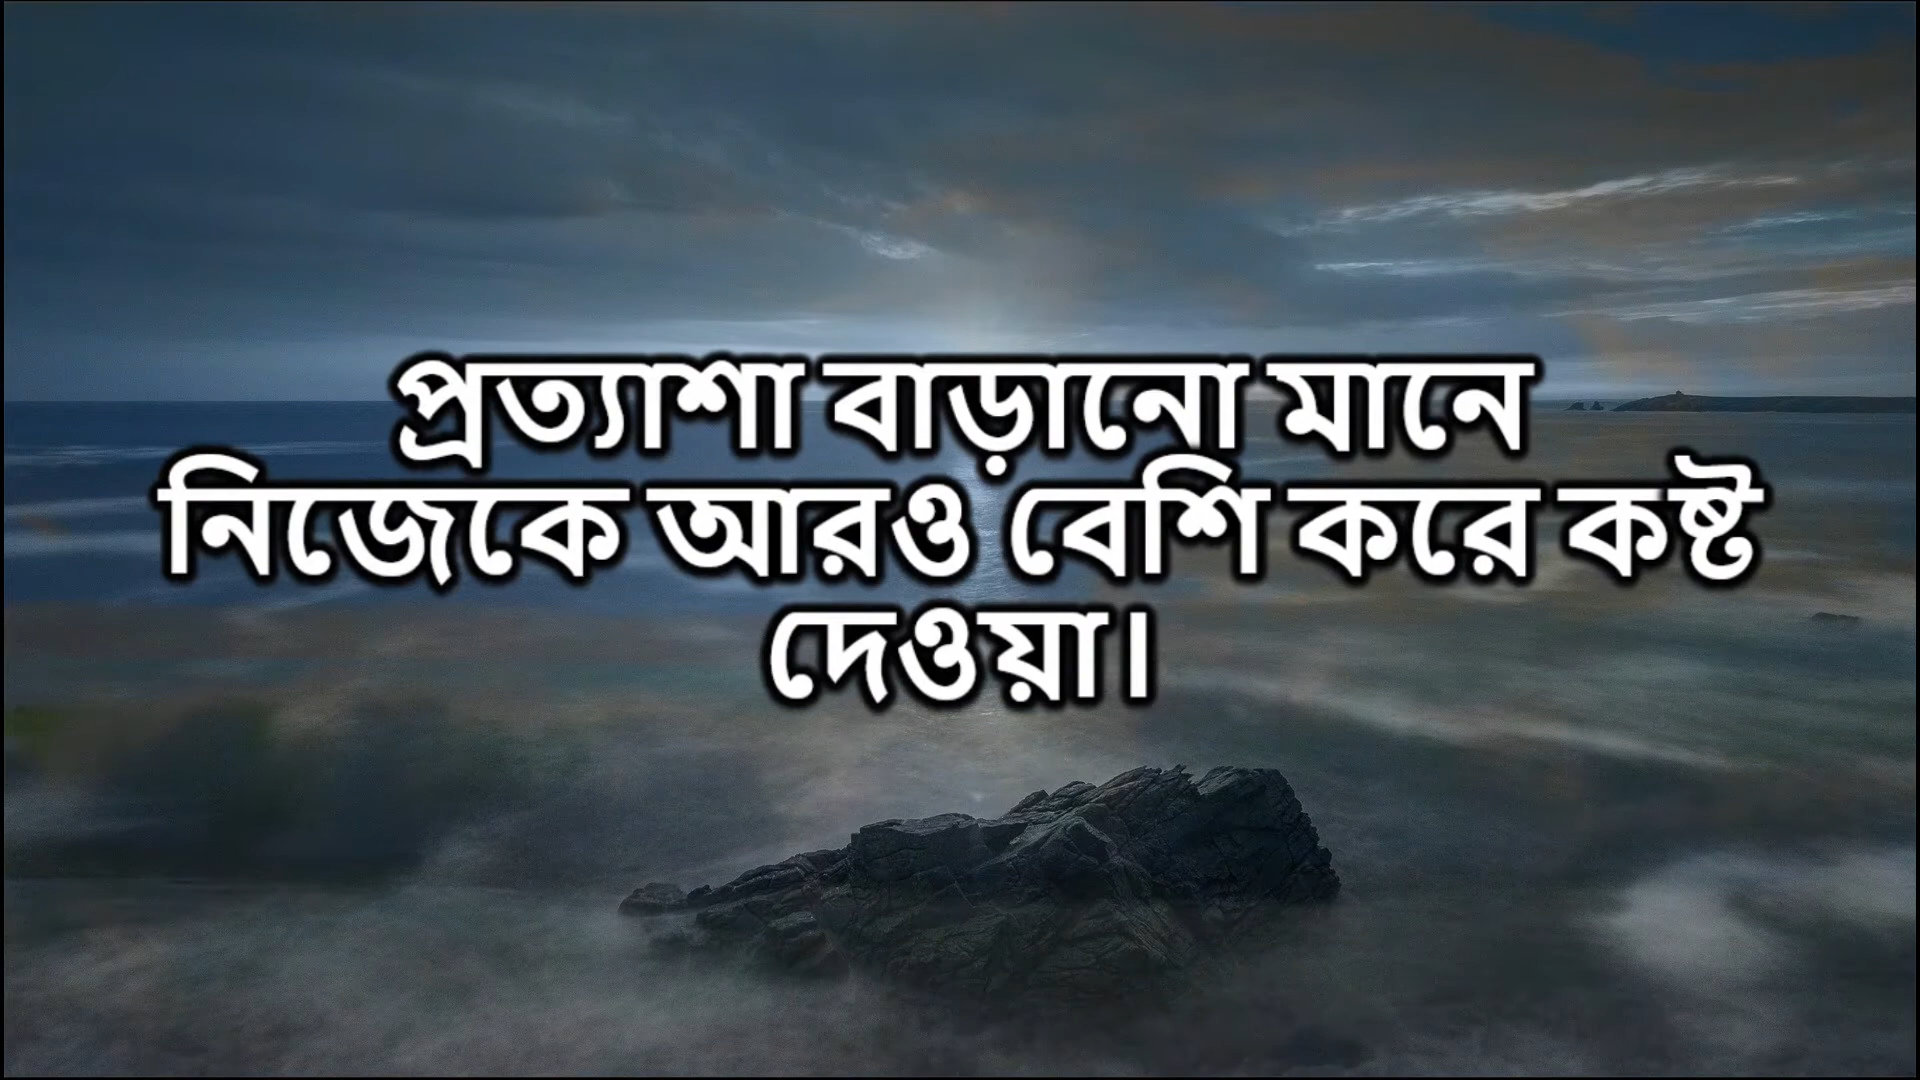 প্রত্যাশা বাড়ানো মানে
নিজেকে আরও বেশি করে কষ্ট
দেওয়া।